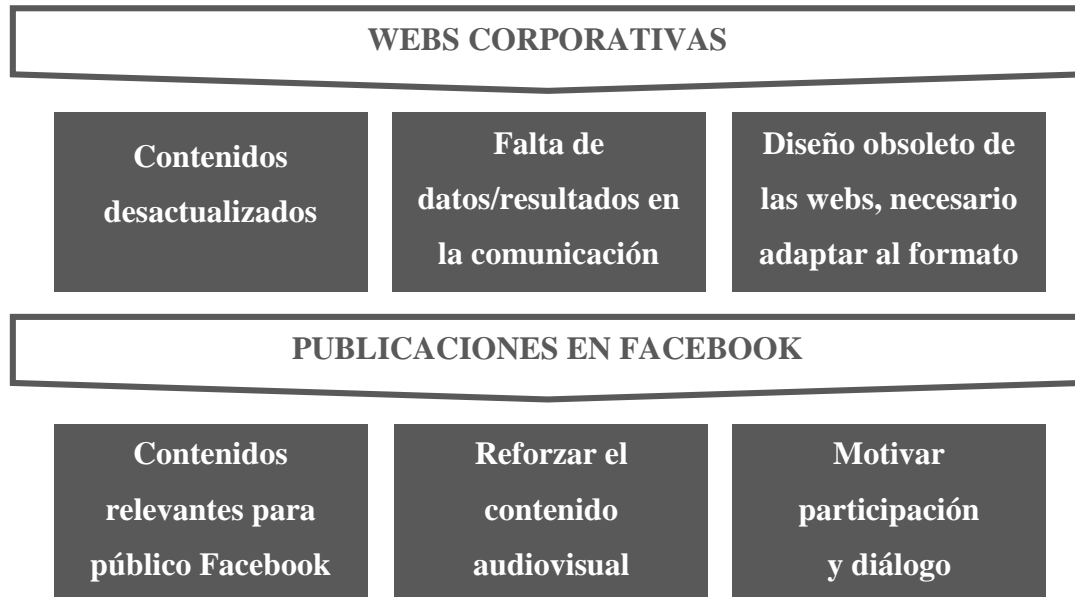 WEBS CORPORATIVAS
Contenidos
desactualizados
Falta de
datos/resultados en
la comunicación
Diseño obsoleto de
las webs, necesario
adaptar al formato
PUBLICACIONES EN FACEBOOK
Contenidos
relevantes para
público Facebook
Reforzar el
contenido
audiovisual
Motivar
participación
y diálogo